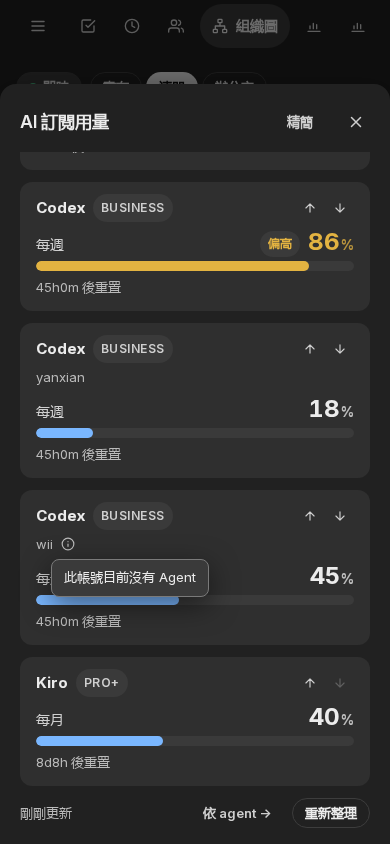 組織圖
AI 訂閱用量
精簡
Codex BUSINESS
每週 偏高 86%
45h0m 後重置
Codex BUSINESS
yanxian
每週 18%
45h0m 後重置
Codex BUSINESS
wii
此帳號目前沒有 Agent
45%
45h0m 後重置
Kiro PRO+
每月 40%
8d8h 後重置
剛剛更新 依 agent → 重新整理